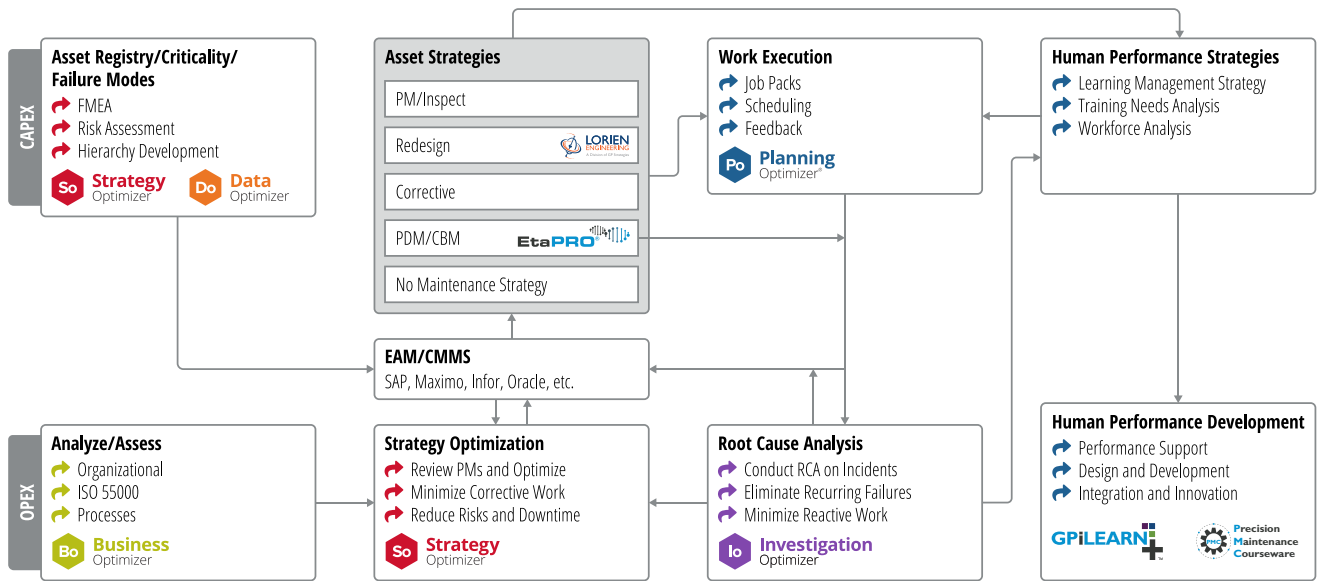 CAPEX
Asset Registry/Criticality/
Failure Modes
FMEA
Risk Assessment
Hierarchy Development
So Strategy
Optimizer
Do Data
Optimizer
Asset Strategies
PM/Inspect
Redesign
LORIEN
ENGINEERING
A Division of GP Strategies
Corrective
PDM/CBM
EtaPRO®
No Maintenance Strategy
Work Execution
Job Packs
Scheduling
Feedback
Po Planning
Optimizer®
Human Performance Strategies
Learning Management Strategy
Training Needs Analysis
Workforce Analysis
EAM/CMMS
SAP, Maximo, Infor, Oracle, etc.
OPEX
Analyze/Assess
Organizational
ISO 55000
Processes
Bo Business
Optimizer
Strategy Optimization
Review PMs and Optimize
Minimize Corrective Work
Reduce Risks and Downtime
So Strategy
Optimizer
Root Cause Analysis
Conduct RCA on Incidents
Eliminate Recurring Failures
Minimize Reactive Work
Io Investigation
Optimizer
Human Performance Development
Performance Support
Design and Development
Integration and Innovation
GPiLEARN+™
PMC
Precision
Maintenance
Courseware